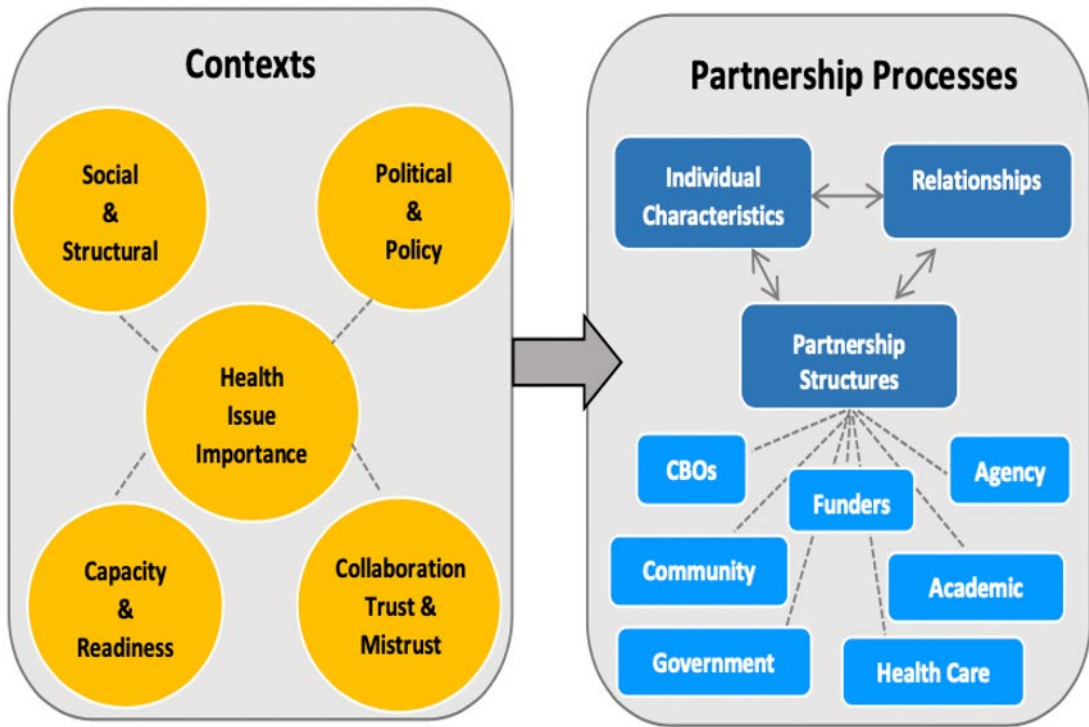 Contexts
Social
&
Structural
Political
&
Policy
Health
Issue
Importance
Capacity
&
Readiness
Collaboration
Trust &
Mistrust
Partnership Processes
Individual
Characteristics
Relationships
Partnership
Structures
CBOs
Agency
Funders
Community
Academic
Government
Health Care